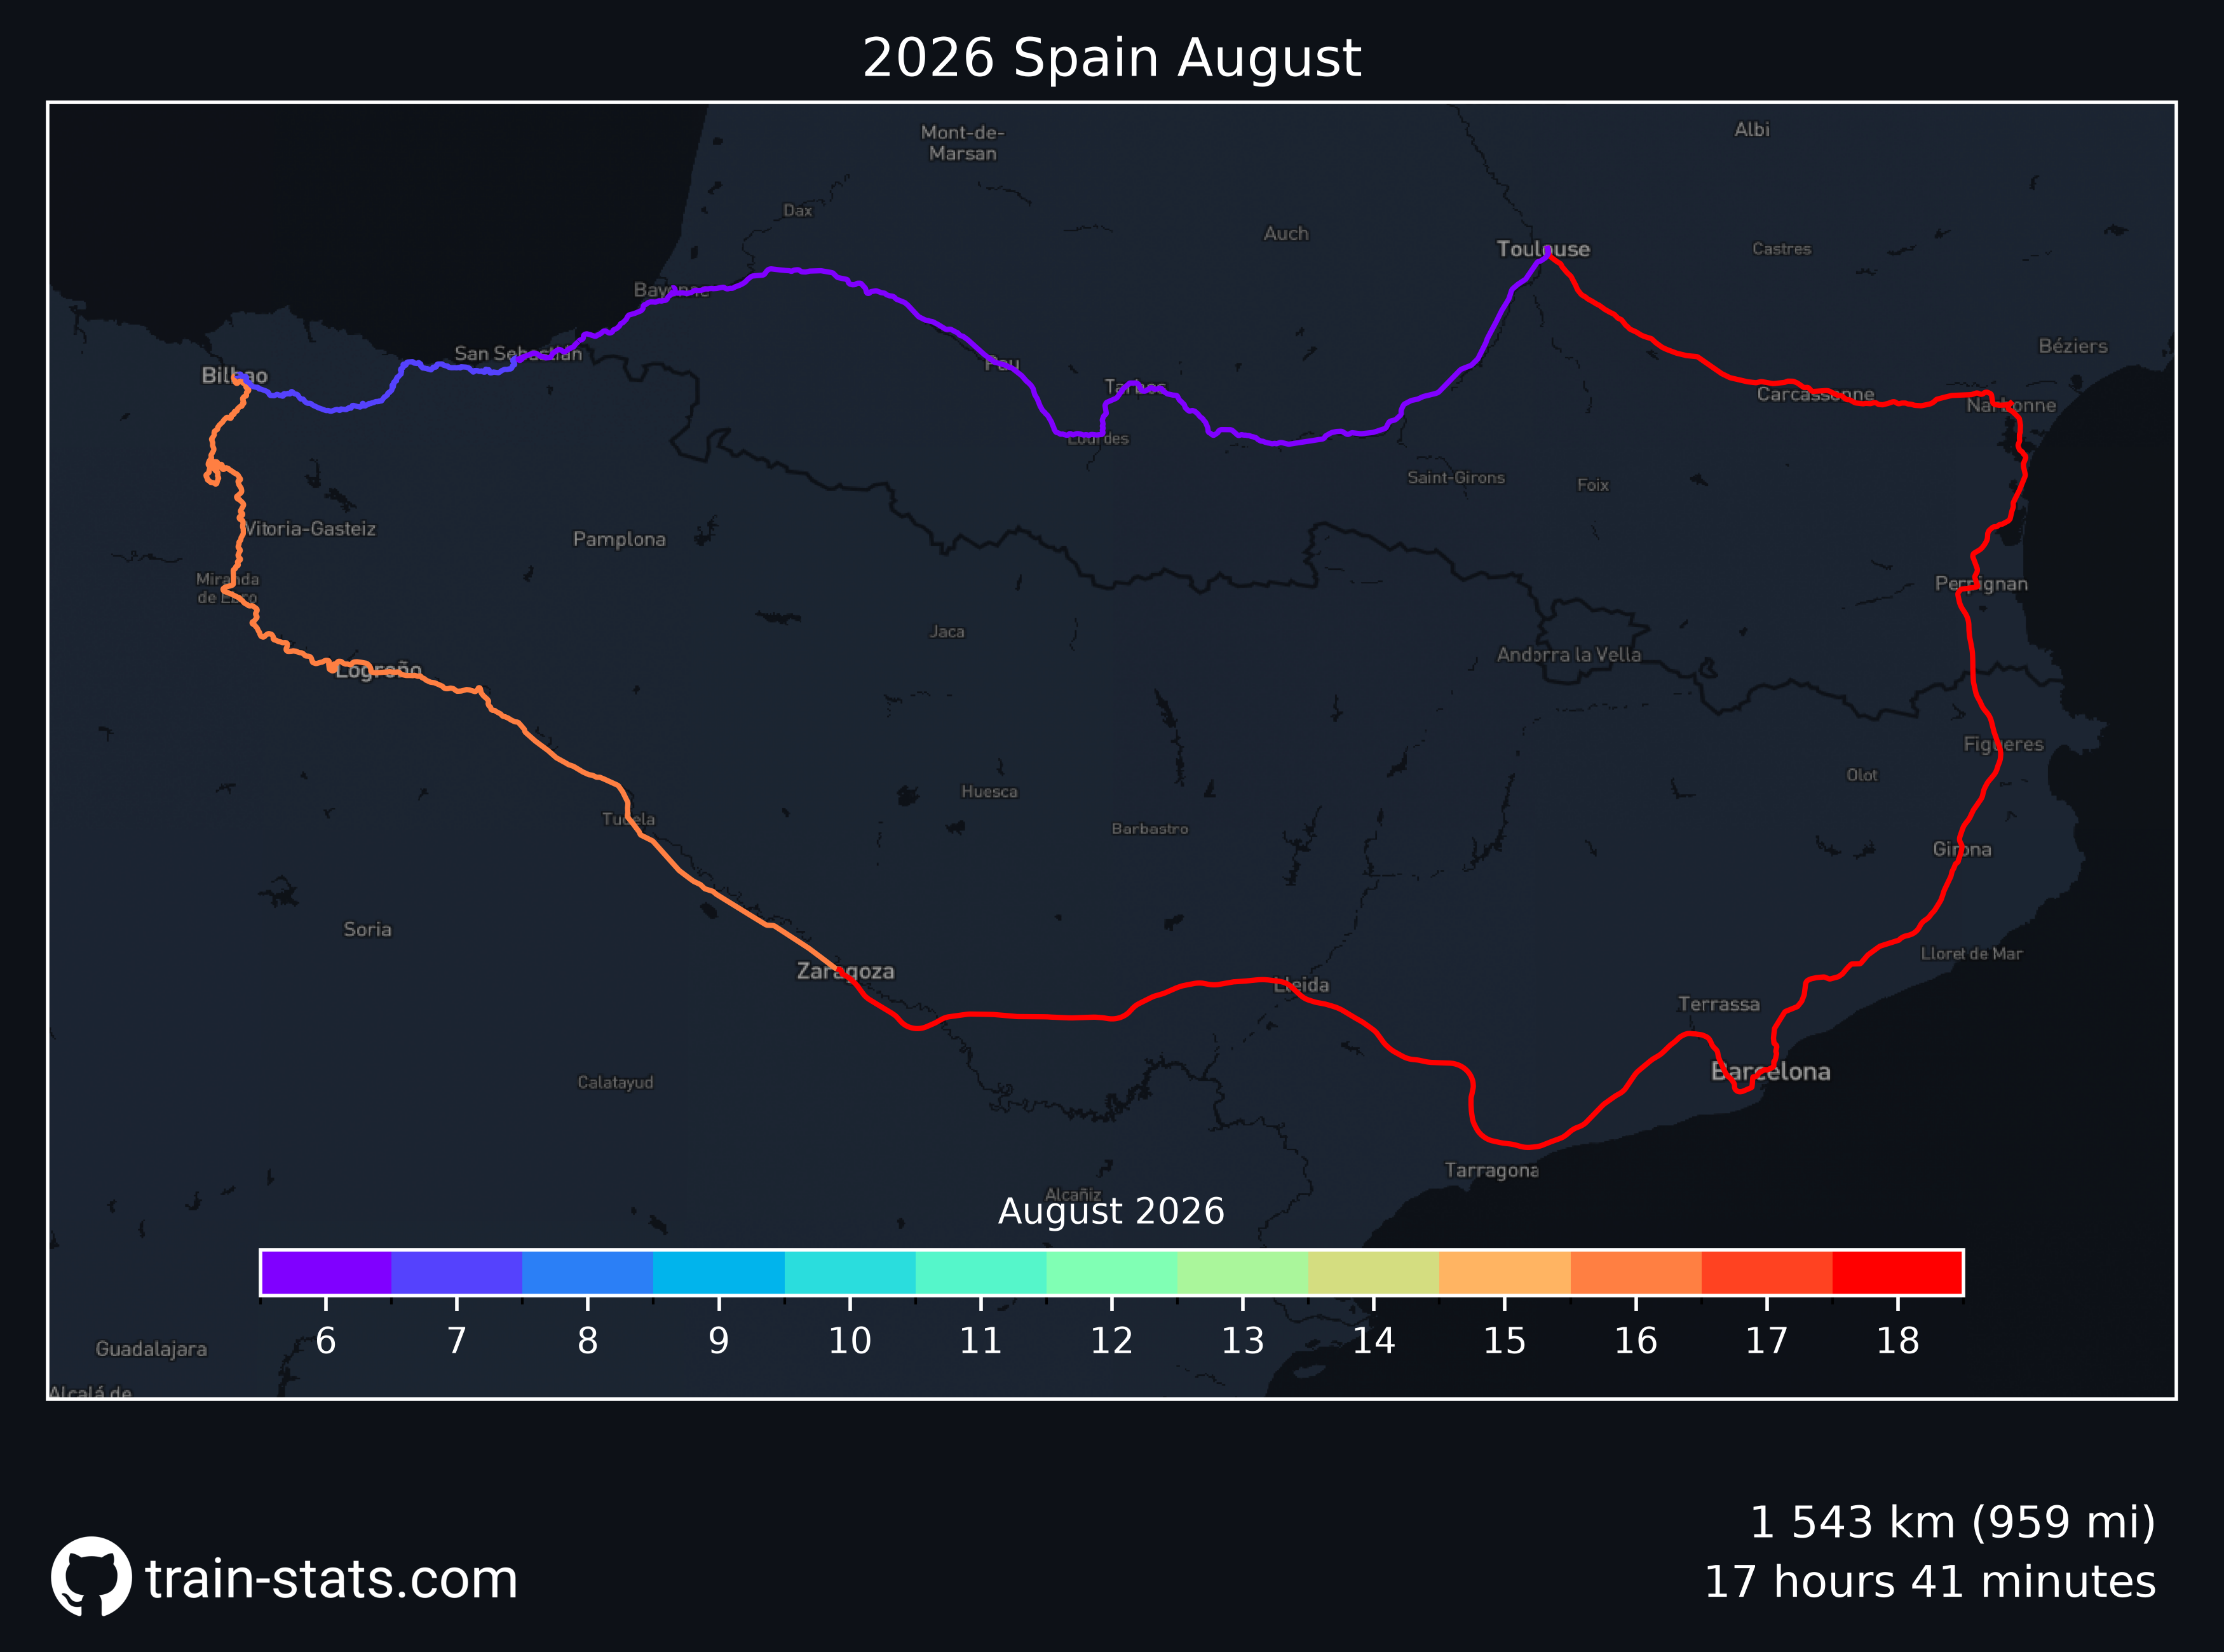 2026 Spain August
Mont-de-
Marsan
Albi
Dax
Auch
Toulouse
Castres
Bayonne
Béziers
San Sebastián
Pau
Bilbao
Tarbes
Carcassonne
Narbonne
Lourdes
Saint-Girons
Foix
Vitoria-Gasteiz
Pamplona
Miranda
de Ebro
Perpignan
Jaca
Andorra la Vella
Logroño
Figueres
Olot
Huesca
Tudela
Barbastro
Girona
Soria
Lloret de Mar
Zaragoza
Lleida
Terrassa
Barcelona
Calatayud
Tarragona
Alcañiz
August 2026
6 7 8 9 10 11 12 13 14 15 16 17 18
Guadalajara
Alcalá de
1 543 km (959 mi)
train-stats.com
17 hours 41 minutes